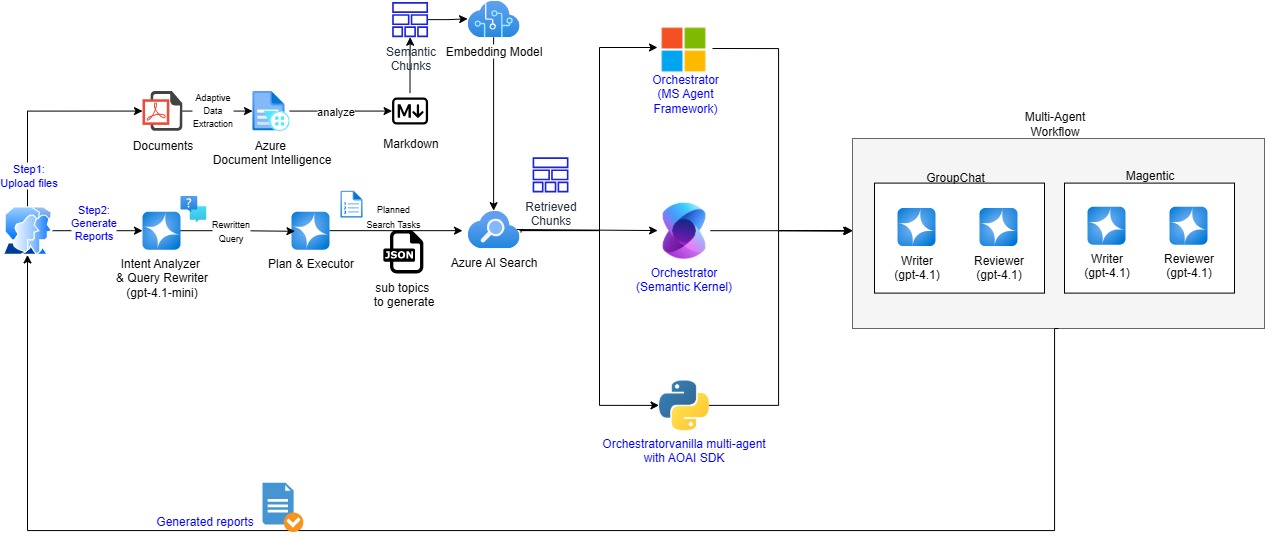 Semantic
Chunks
Embedding Model
Adaptive
Data
Extraction
analyze
M
Documents
Azure
Document Intelligence
Markdown
Step1:
Upload files
Step2:
Generate
Reports
?
Rewritten
Query
Planned
Search Tasks
JSON
Intent Analyzer
& Query Rewriter
(gpt-4.1-mini)
Plan & Executor
sub topics
to generate
Retrieved
Chunks
Azure AI Search
Orchestrator
(MS Agent
Framework)
Orchestrator
(Semantic Kernel)
Orchestratorvanilla multi-agent
with AOAI SDK
Multi-Agent
Workflow
GroupChat
Writer
(gpt-4.1)
Reviewer
(gpt-4.1)
Magentic
Writer
(gpt-4.1)
Reviewer
(gpt-4.1)
Generated reports